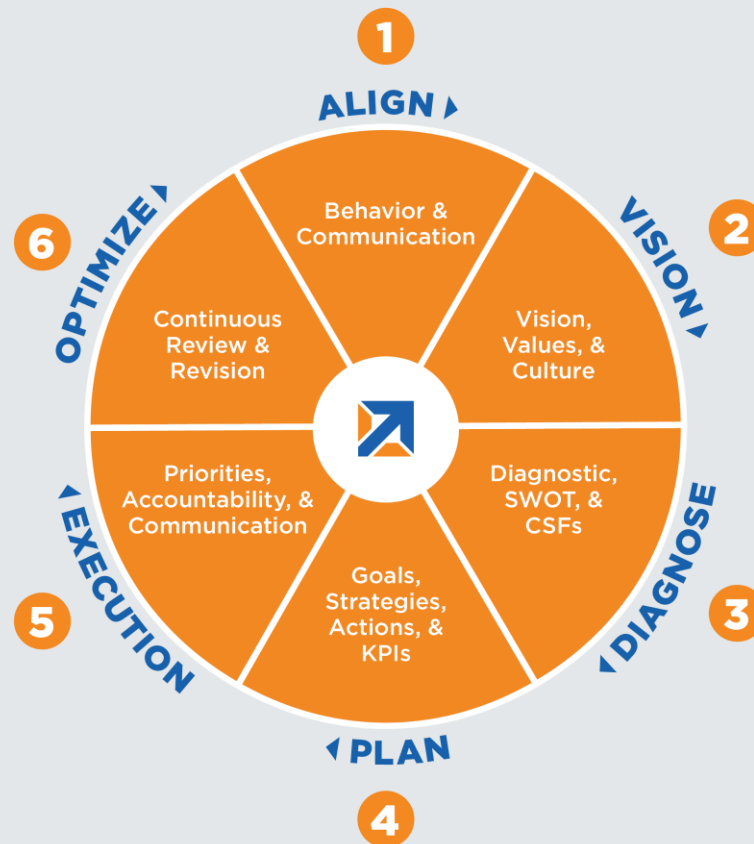 1
ALIGN
Behavior &
Communication
2
VISION
Vision,
Values, &
Culture
3
DIAGNOSE
Diagnostic,
SWOT, &
CSFs
4
PLAN
Goals,
Strategies,
Actions, &
KPIs
5
EXECUTION
Priorities,
Accountability, &
Communication
6
OPTIMIZE
Continuous
Review &
Revision